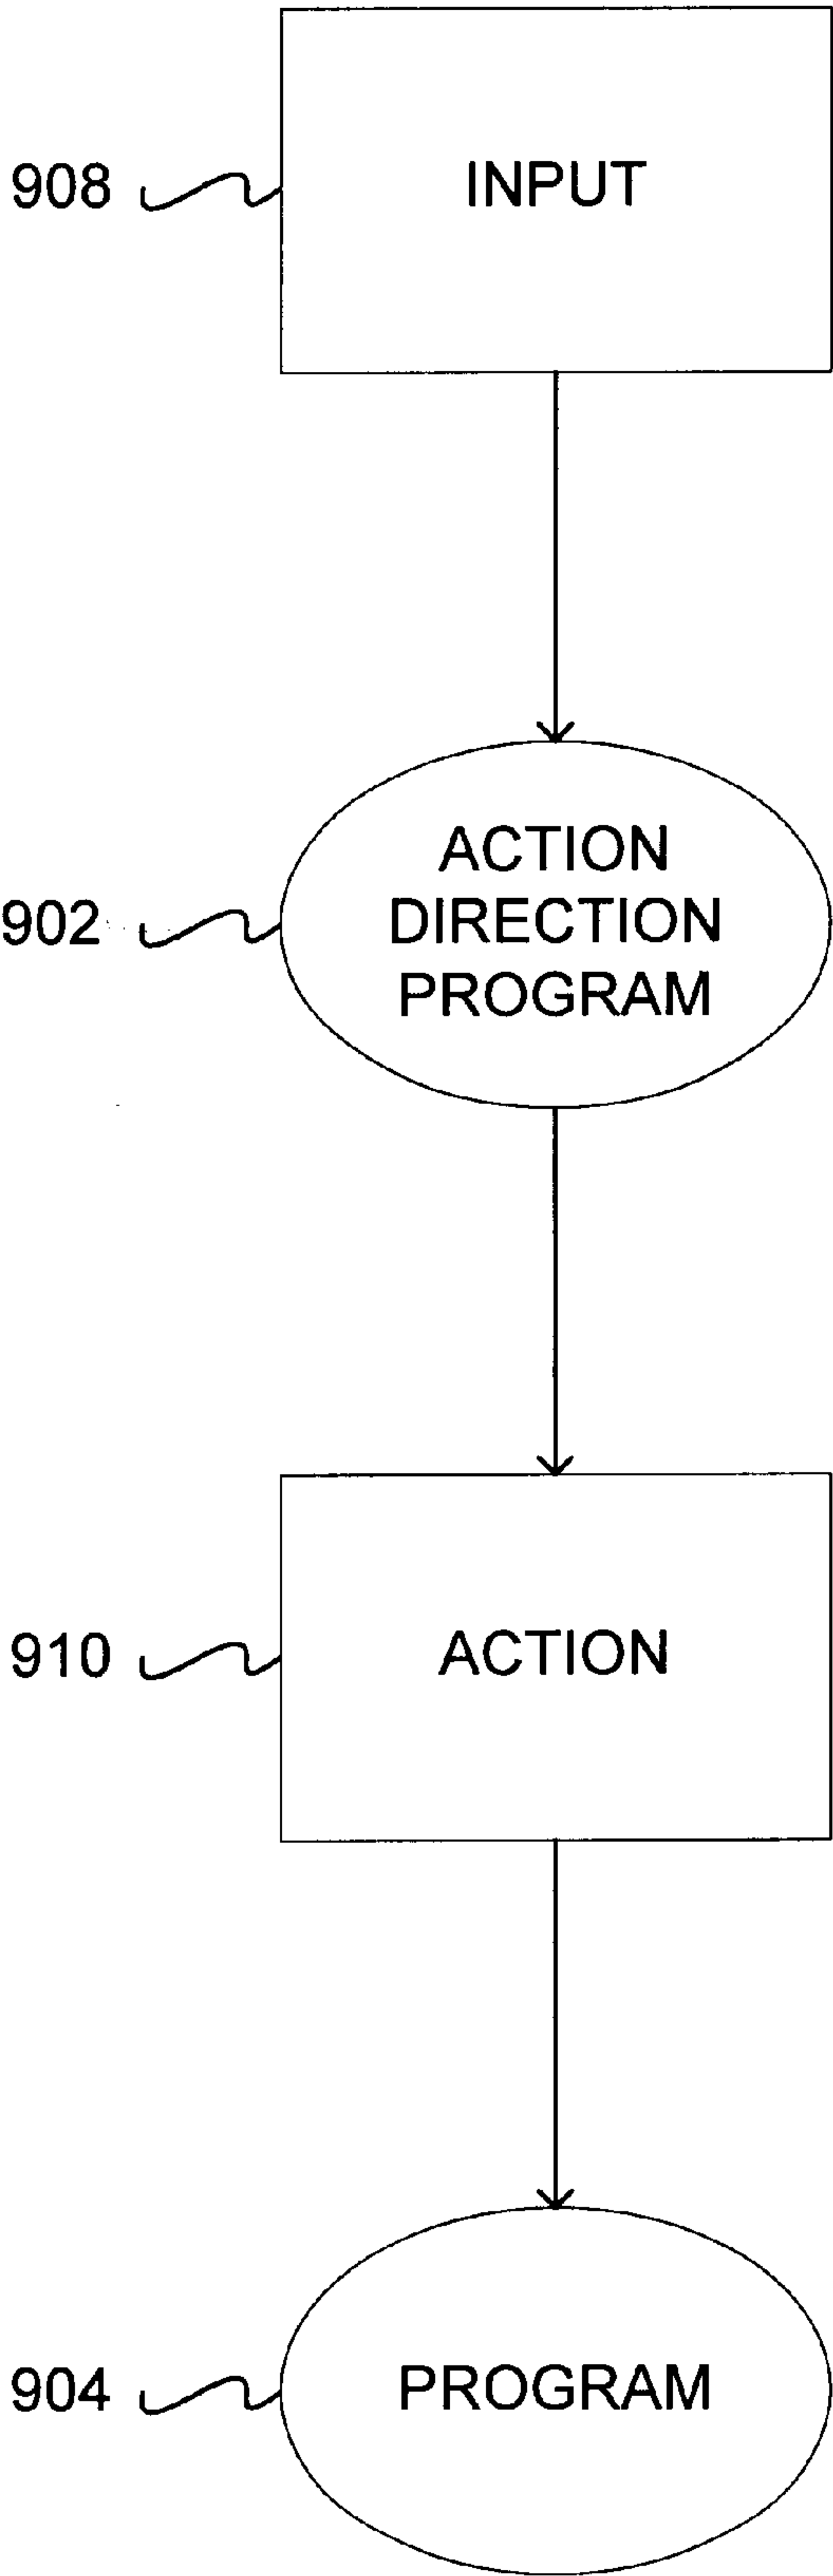 908
INPUT
ACTION
902
DIRECTION
PROGRAM
910
ACTION
904
PROGRAM